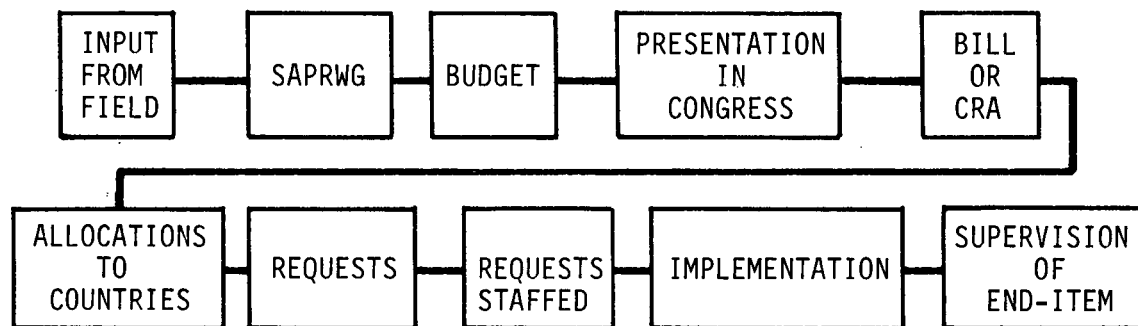 INPUT
FROM
FIELD
SAPRWG
BUDGET
PRESENTATION
IN
CONGRESS
BILL
OR
CRA
ALLOCATIONS
TO
COUNTRIES
REQUESTS
REQUESTS
STAFFED
IMPLEMENTATION
SUPERVISION
OF
END-ITEM